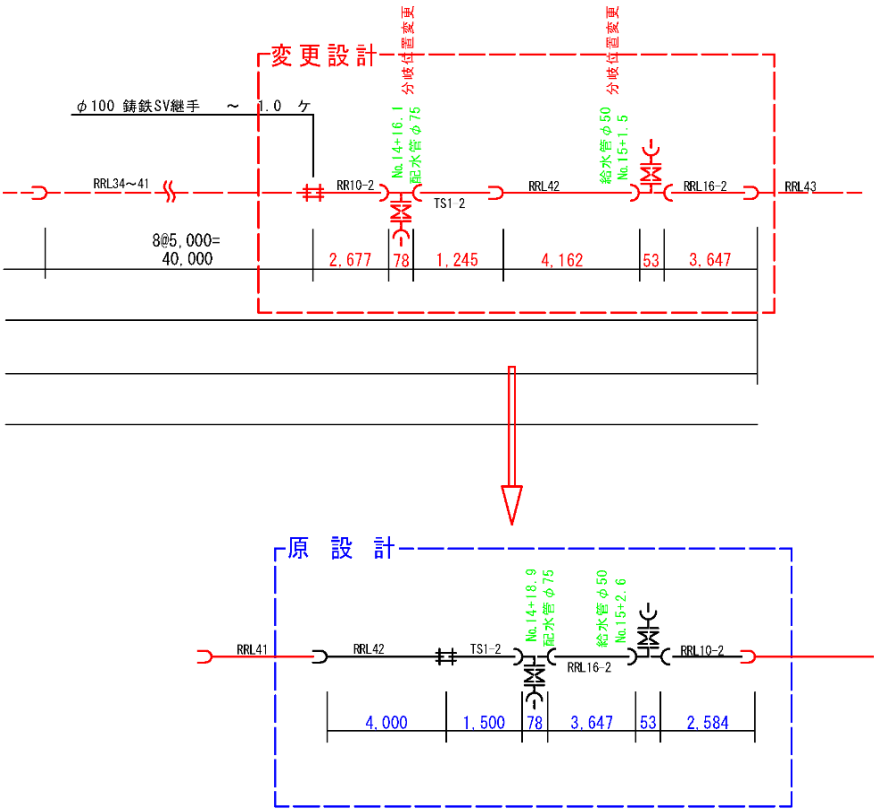 変更設計
分岐位置変更
分岐位置変更
φ100 鋳鉄SV継手 ～ 1.0 ケ
No.14+16.1
配水管φ75
給水管φ50
No.15+1.5
RRL34～41
RR10-2
TS1-2
RRL42
RRL16-2
RRL43
8@5,000=
40,000
2,677
78
1,245
4,162
53
3,647
原設計
No.14+18.9
配水管φ75
給水管φ50
No.15+2.6
RRL41
RRL42
TS1-2
RRL16-2
RRL10-2
4,000
1,500
78
3,647
53
2,584